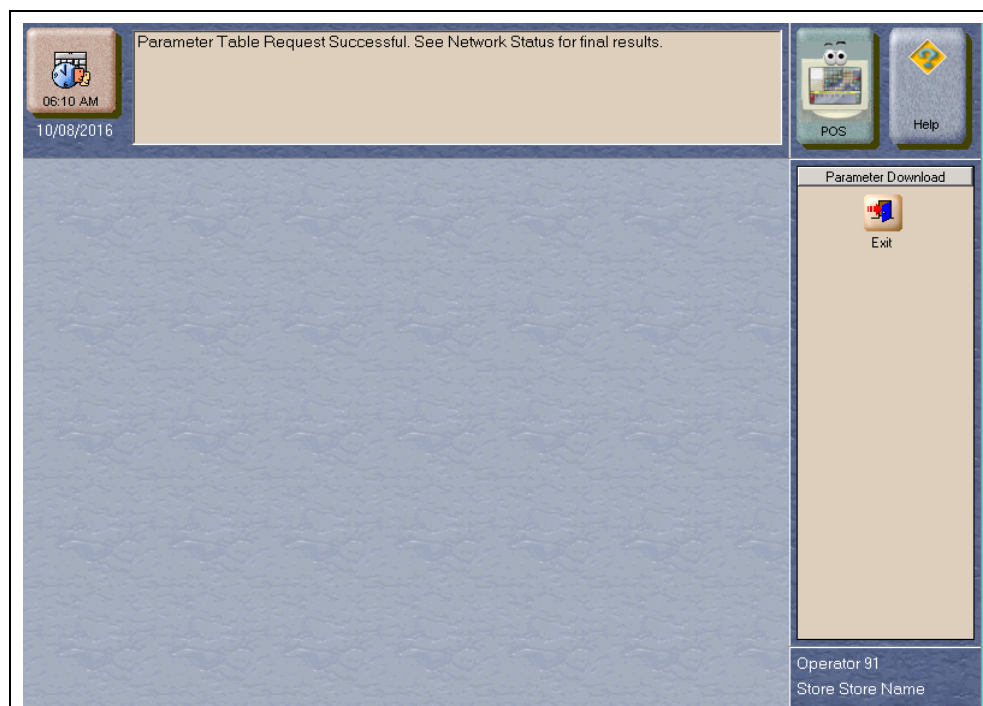 Parameter Table Request Successful. See Network Status for final results.
06:10 AM
10/08/2016
POS
Help
Parameter Download
Exit
Operator 91
Store Store Name